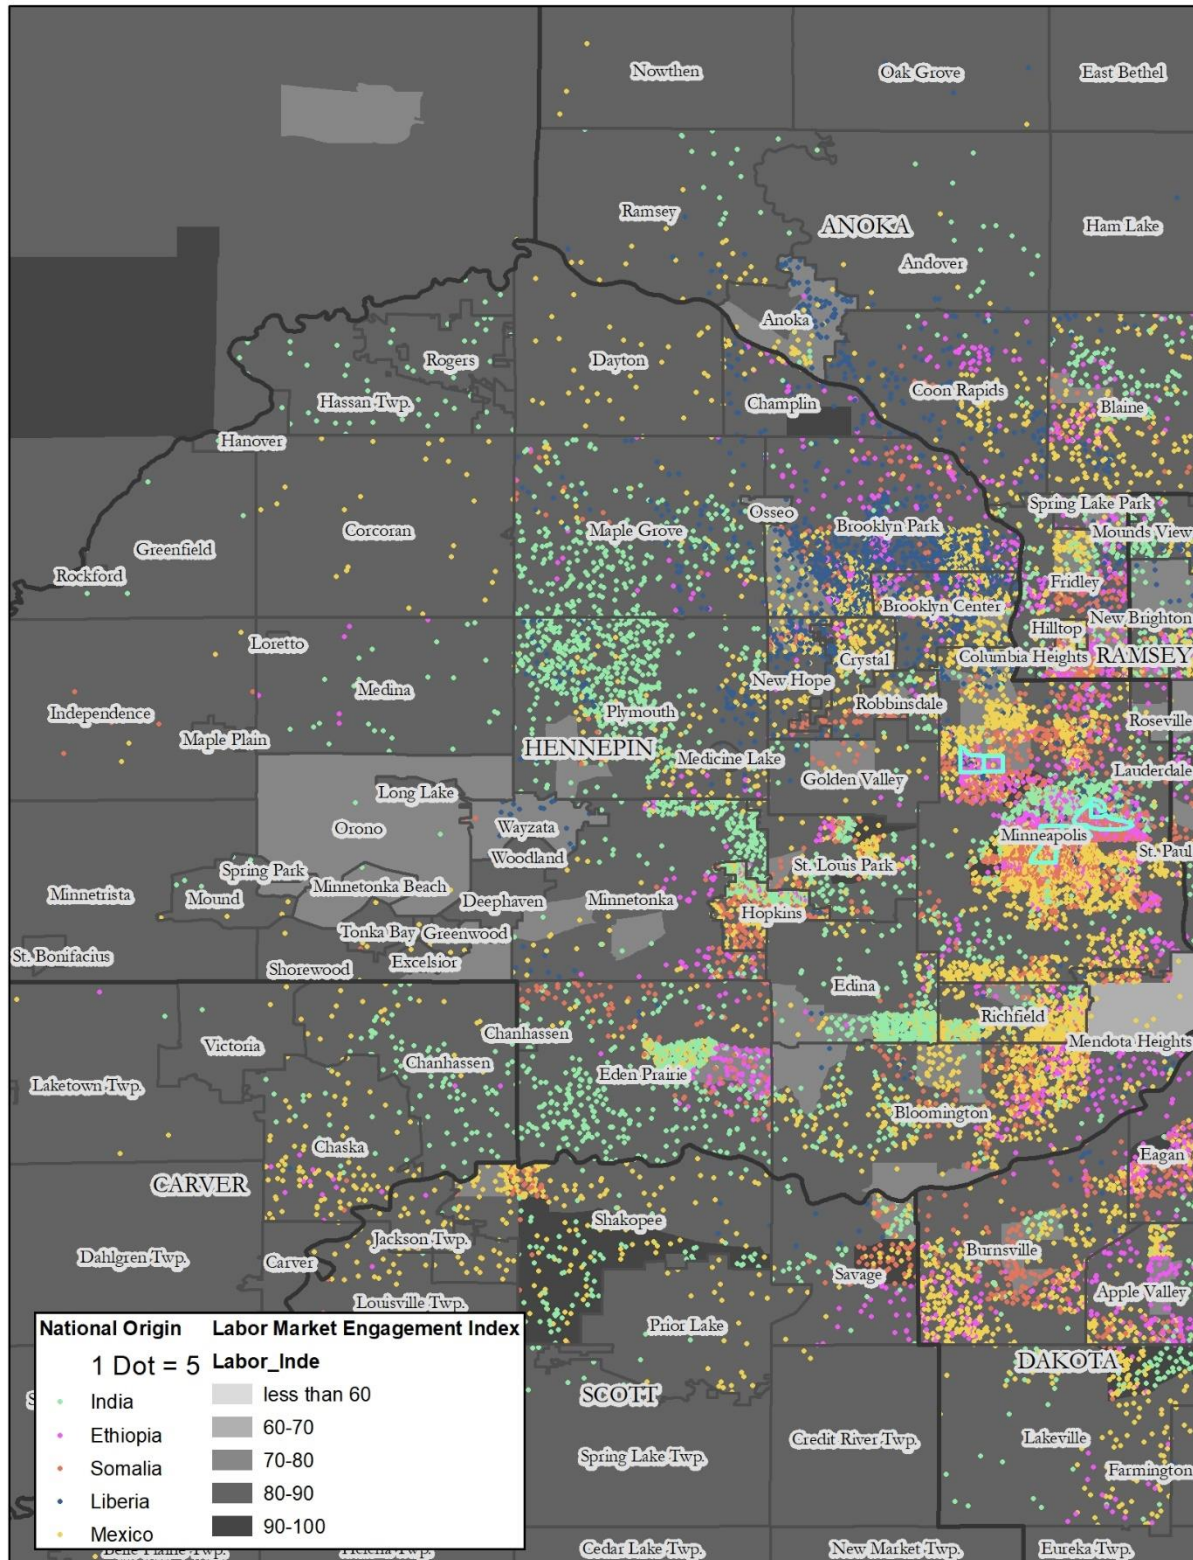 Nowthen
Oak Grove
East Bethel
Ramsey
ANOKA
Ham Lake
Andover
Anoka
Rogers
Dayton
Coon Rapids
Hassan Twp.
Champlin
Blaine
Hanover
Spring Lake Park
Osseo
Corcoran
Maple Grove
Brooklyn Park
Mounds View
Greenfield
Rockford
Fridley
Brooklyn Center
New Brighton
Loretto
Hilltop
Crystal
Columbia Heights
RAMSEY
Medina
New Hope
Robbinsdale
Independence
Plymouth
Roseville
Maple Plain
HENNEPIN
Medicine Lake
Golden Valley
Lauderdale
Long Lake
Orono
Wayzata
Minneapolis
St. Paul
Woodland
Spring Park
St. Louis Park
Minnetrista
Mound
Minnetonka Beach
Deephaven
Minnetonka
Hopkins
Tonka Bay
Greenwood
St. Bonifacius
Shorewood
Excelsior
Edina
Richfield
Chanhassen
Victoria
Mendota Heights
Chanhassen
Laketown Twp.
Eden Prairie
Bloomington
Chaska
Eagan
CARVER
Shakopee
Jackson Twp.
Dahlgren Twp.
Carver
Burnsville
Savage
Apple Valley
Louisville Twp.
Prior Lake
DAKOTA
SCOTT
Credit River Twp.
Lakeville
Spring Lake Twp.
Farmington
National Origin
Labor Market Engagement Index
1 Dot = 5
Labor_Inde
India
less than 60
Ethiopia
60-70
Somalia
70-80
Liberia
80-90
Mexico
90-100
Belle Plaine Twp.
Helena Twp.
Cedar Lake Twp.
New Market Twp.
Eureka Twp.